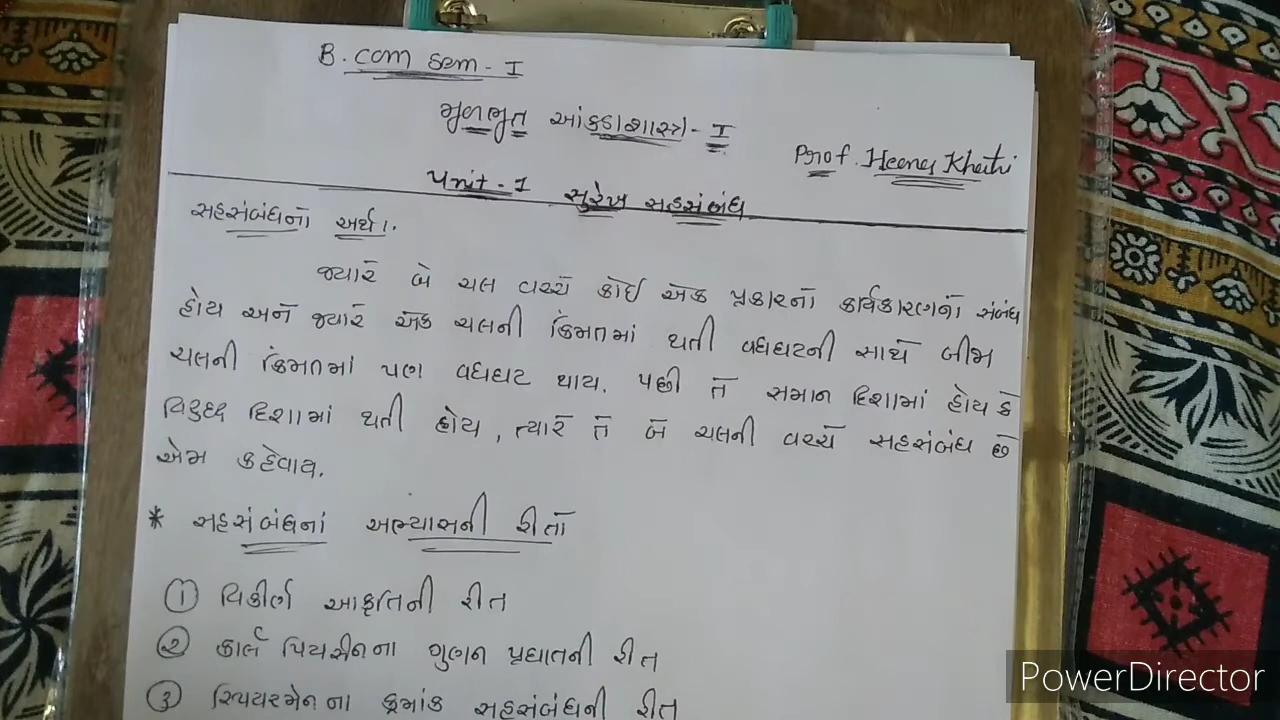 B. com sem - I
મૂળભૂત આંકડાશાસ્ત્ર - I
Prof. Heena Khatri
Unit - 1 સુરેખ સહસંબંધ
સહસંબંધનો અર્થ।.
જ્યારે બે ચલ વચ્ચે કોઈ એક પ્રકારનો કાર્યકારણનો સંબંધ
હોય અને જ્યારે એક ચલની કિંમતમાં થતી વધઘટની સાથે બીજા
ચલની કિંમતમાં પણ વધઘટ થાય. પછી તે સમાન દિશામાં હોય કે
વિરુદ્ધ દિશામાં થતી હોય, ત્યારે તે બે ચલની વચ્ચે સહસંબંધ છે
એમ કહેવાય.
* સહસંબંધનાં અભ્યાસની રીતો
① વિકીર્ણ આકૃતિની રીત
② કાર્લ પિયર્સનના ગુણન પ્રઘાતની રીત
③ સ્પિયરમેનના ક્રમાંક સહસંબંધની રીત
PowerDirector